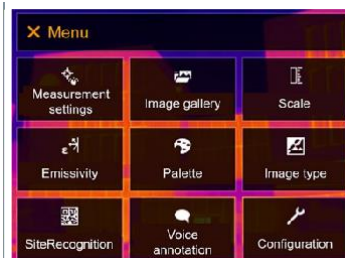 Menu
Measurement
settings
Image gallery
Scale
Emissivity
Palette
Image type
SiteRecognition
Voice
annotation
Configuration